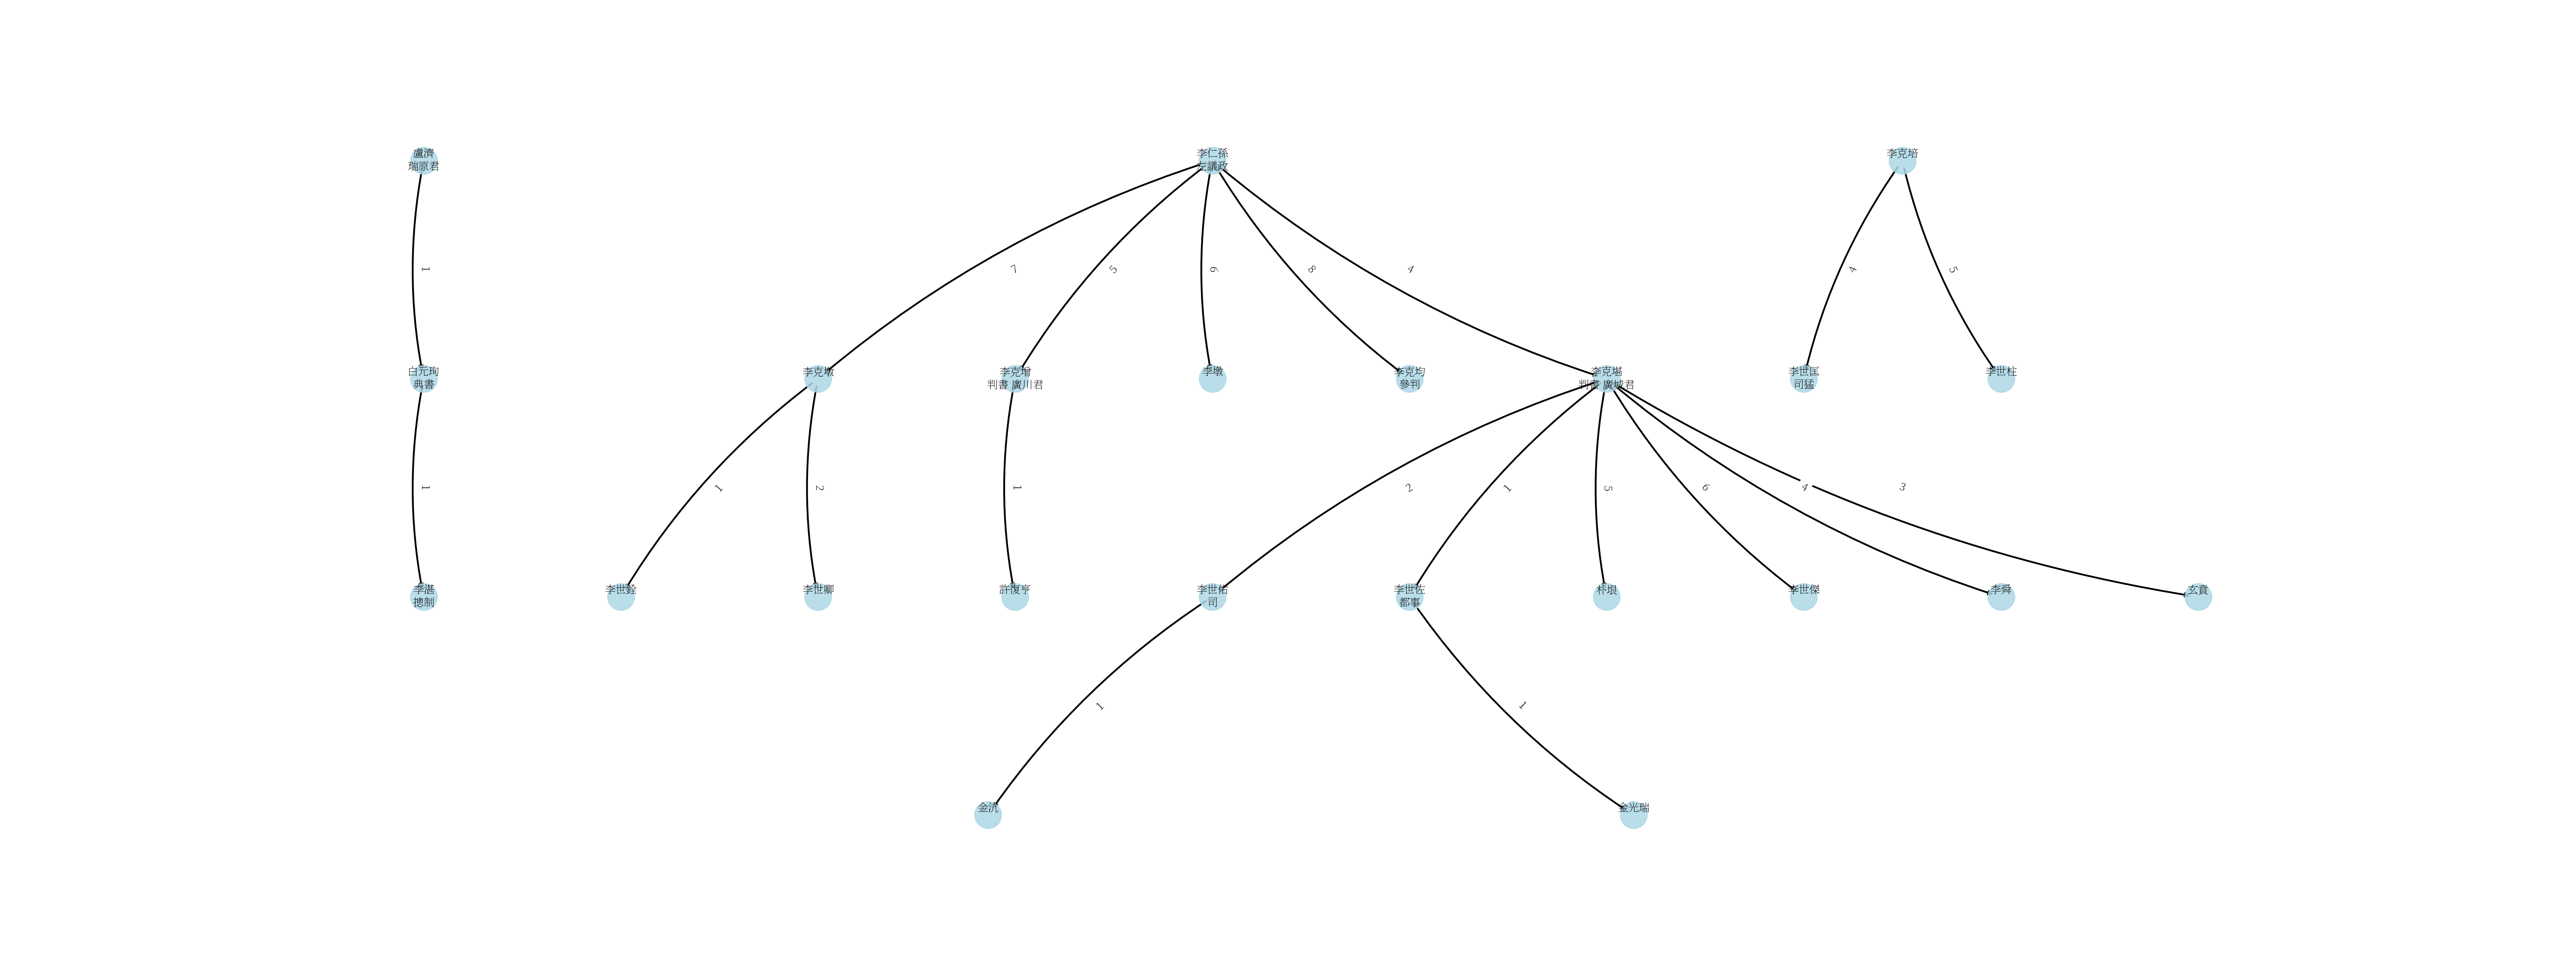 盧濟
瑞原君
李仁孫
左議政
李克培
1
7
5
6
8
4
4
5
白元珣
典書
李克墩
李克增
判書 廣川君
李墩
李克均
參判
李克堪
判書 廣城君
李世匡
司猛
李世柱
1
1
2
1
2
1
5
6
4
3
李湛
摠制
李世銓
李世卿
許復亨
李世佑
司
李世佐
都事
朴垠
李世傑
李舜
玄賁
1
1
金洸
金光瑞